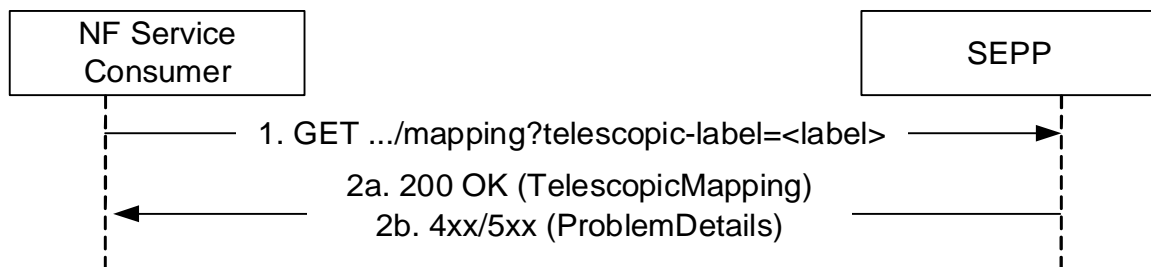 NF Service
Consumer
SEPP
1. GET .../mapping?telescopic-label=<label>
2a. 200 OK (TelescopicMapping)
2b. 4xx/5xx (ProblemDetails)